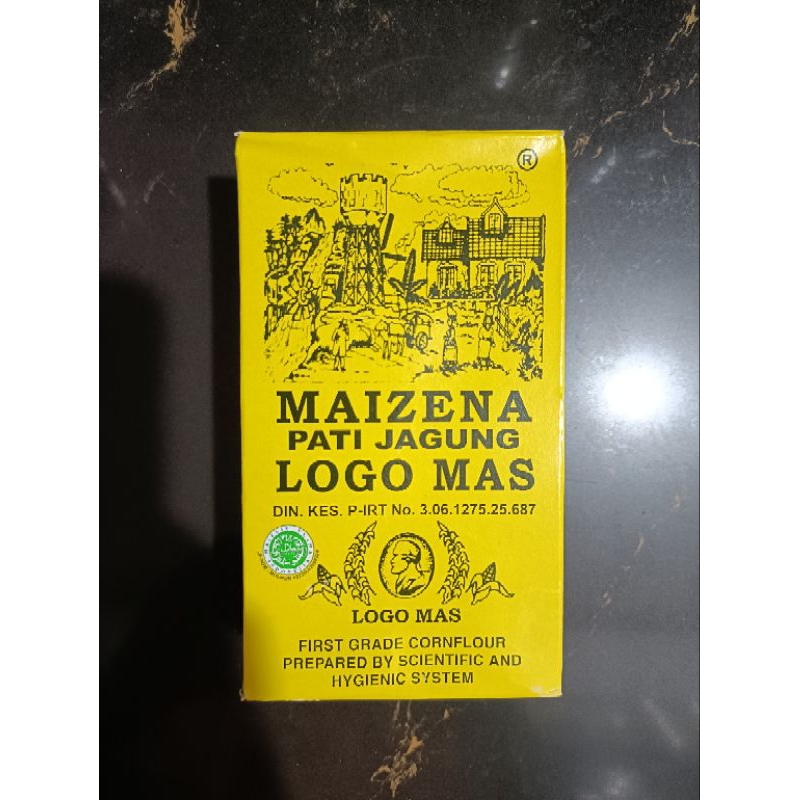 ®
MAIZENA
PATI JAGUNG
LOGO MAS
DIN. KES. P-IRT No. 3.06.1275.25.687
LOGO MAS
FIRST GRADE CORNFLOUR
PREPARED BY SCIENTIFIC AND
HYGIENIC SYSTEM